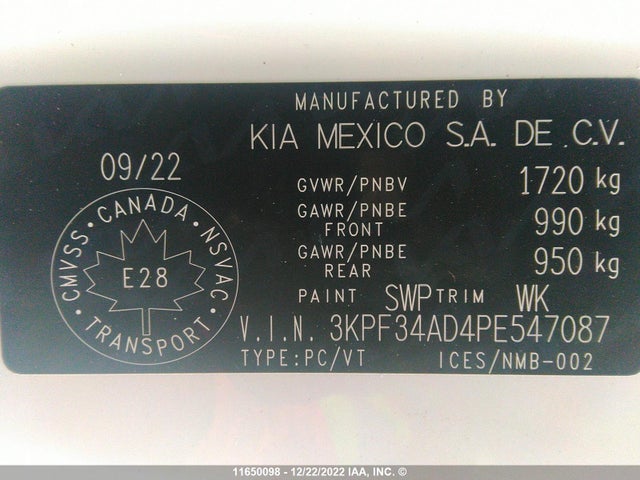 MANUFACTURED BY
KIA MEXICO S.A. DE C.V.
09/22
GVWR/PNBV 1720 kg
GAWR/PNBE FRONT 990 kg
GAWR/PNBE REAR 950 kg
CMVSS · CANADA · NSVAC · TRANSPORT ·
E28
PAINT SWP TRIM WK
V.I.N. 3KPF34AD4PE547087
TYPE:PC/VT ICES/NMB-002
11650098 - 12/22/2022 IAA, INC. ©